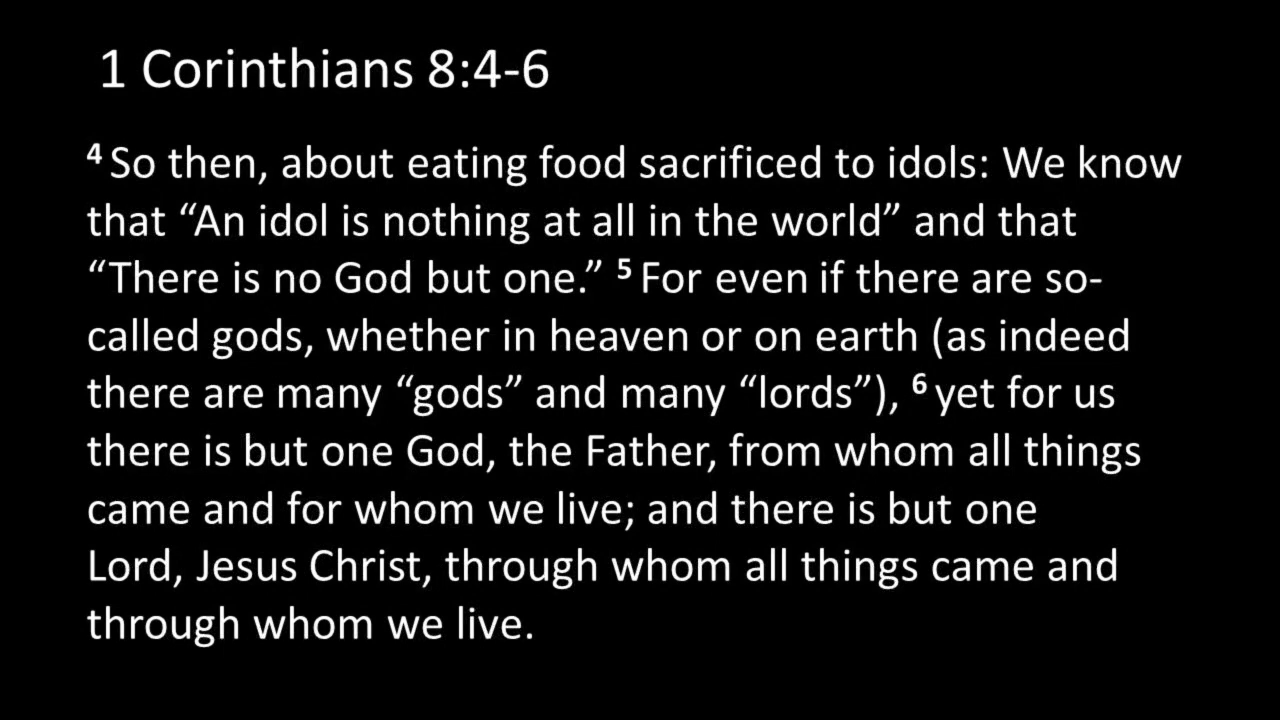 1 Corinthians 8:4-6
4 So then, about eating food sacrificed to idols: We know
that “An idol is nothing at all in the world” and that
“There is no God but one.” 5 For even if there are so-
called gods, whether in heaven or on earth (as indeed
there are many “gods” and many “lords”), 6 yet for us
there is but one God, the Father, from whom all things
came and for whom we live; and there is but one
Lord, Jesus Christ, through whom all things came and
through whom we live.